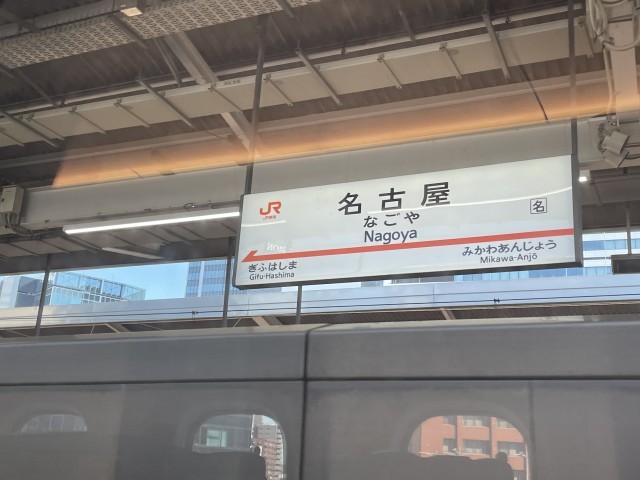 JR
名古屋
なごや
Nagoya
名
ぎふはしま
Gifu-Hashima
みかわあんじょう
Mikawa-Anjō